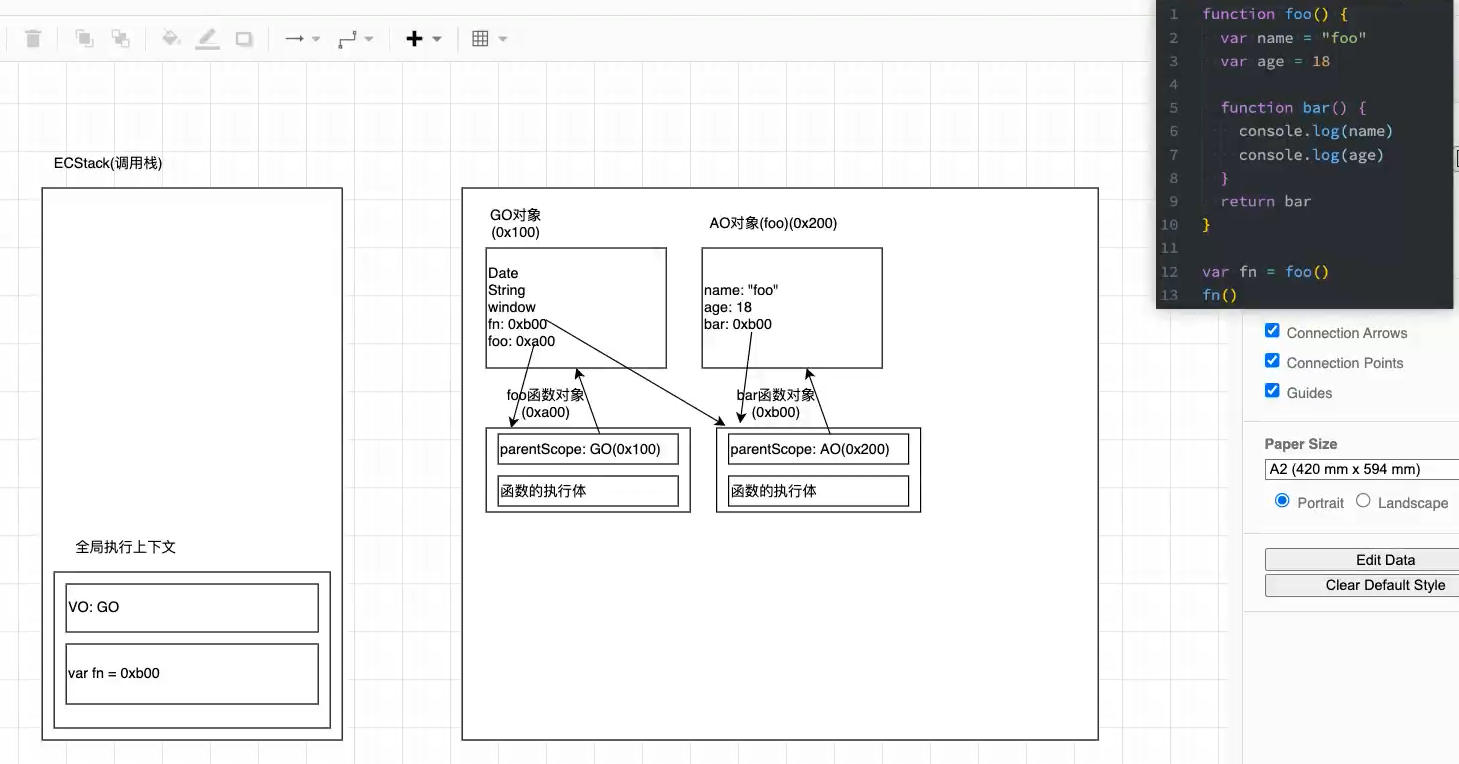 ECStack(调用栈)
全局执行上下文
VO: GO
var fn = 0xb00
GO对象
(0x100)
Date
String
window
fn: 0xb00
foo: 0xa00
AO对象(foo)(0x200)
name: "foo"
age: 18
bar: 0xb00
foo函数对象
(0xa00)
parentScope: GO(0x100)
函数的执行体
bar函数对象
(0xb00)
parentScope: AO(0x200)
函数的执行体
1 function foo() {
2 var name = "foo"
3 var age = 18
4
5 function bar() {
6 console.log(name)
7 console.log(age)
8 }
9 return bar
10 }
11
12 var fn = foo()
13 fn()
Connection Arrows
Connection Points
Guides
Paper Size
A2 (420 mm x 594 mm)
Portrait Landscape
Edit Data
Clear Default Style